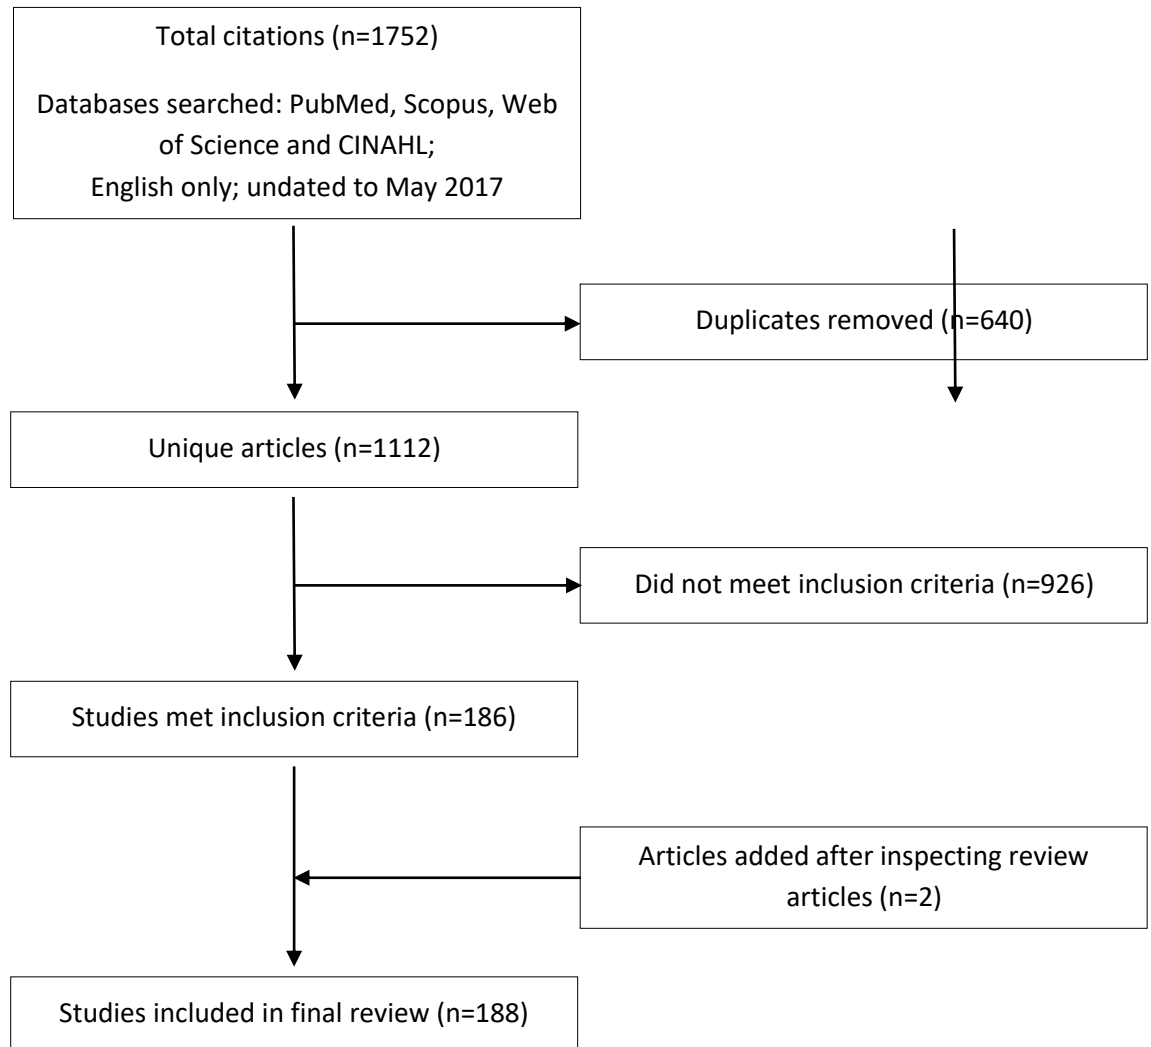 Total citations (n=1752)
Databases searched: PubMed, Scopus, Web
of Science and CINAHL;
English only; undated to May 2017
Duplicates removed (n=640)
Unique articles (n=1112)
Did not meet inclusion criteria (n=926)
Studies met inclusion criteria (n=186)
Articles added after inspecting review
articles (n=2)
Studies included in final review (n=188)